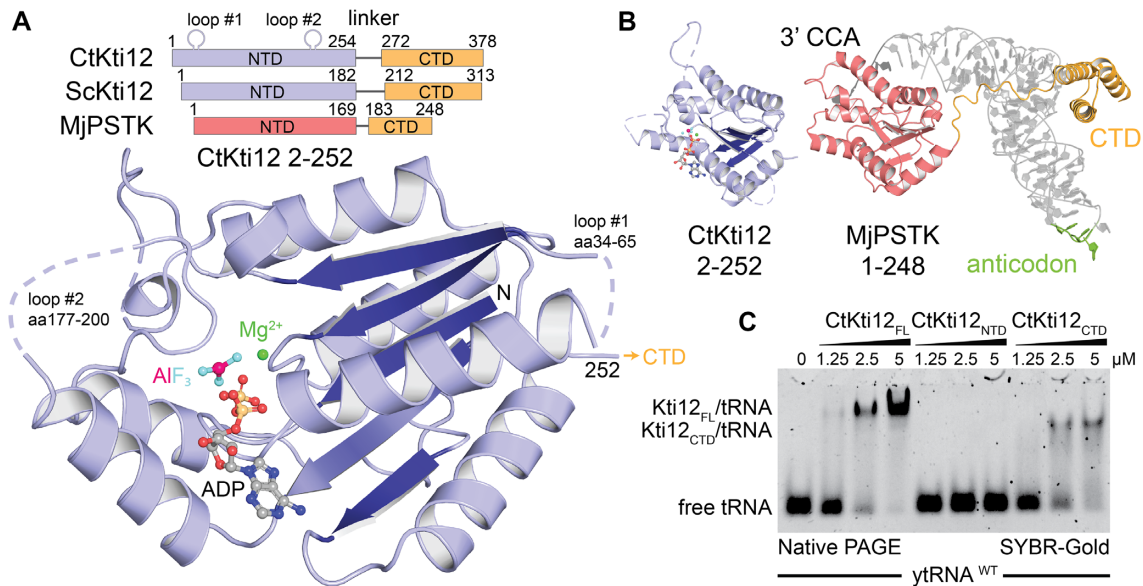 A
loop #1 loop #2 linker
1 254 272 378
CtKti12 NTD CTD
1 182 212 313
ScKti12 NTD CTD
1 169 183 248
MjPSTK NTD CTD
CtKti12 2-252
loop #1
aa34-65
N
loop #2
aa177-200
Mg²⁺
AlF₃
252 → CTD
ADP
B
3' CCA
CTD
CtKti12
2-252
MjPSTK
1-248
anticodon
C
CtKti12FL CtKti12NTD CtKti12CTD
0 1.25 2.5 5 1.25 2.5 5 1.25 2.5 5 µM
Kti12FL/tRNA
Kti12CTD/tRNA
free tRNA
Native PAGE SYBR-Gold
ytRNA WT